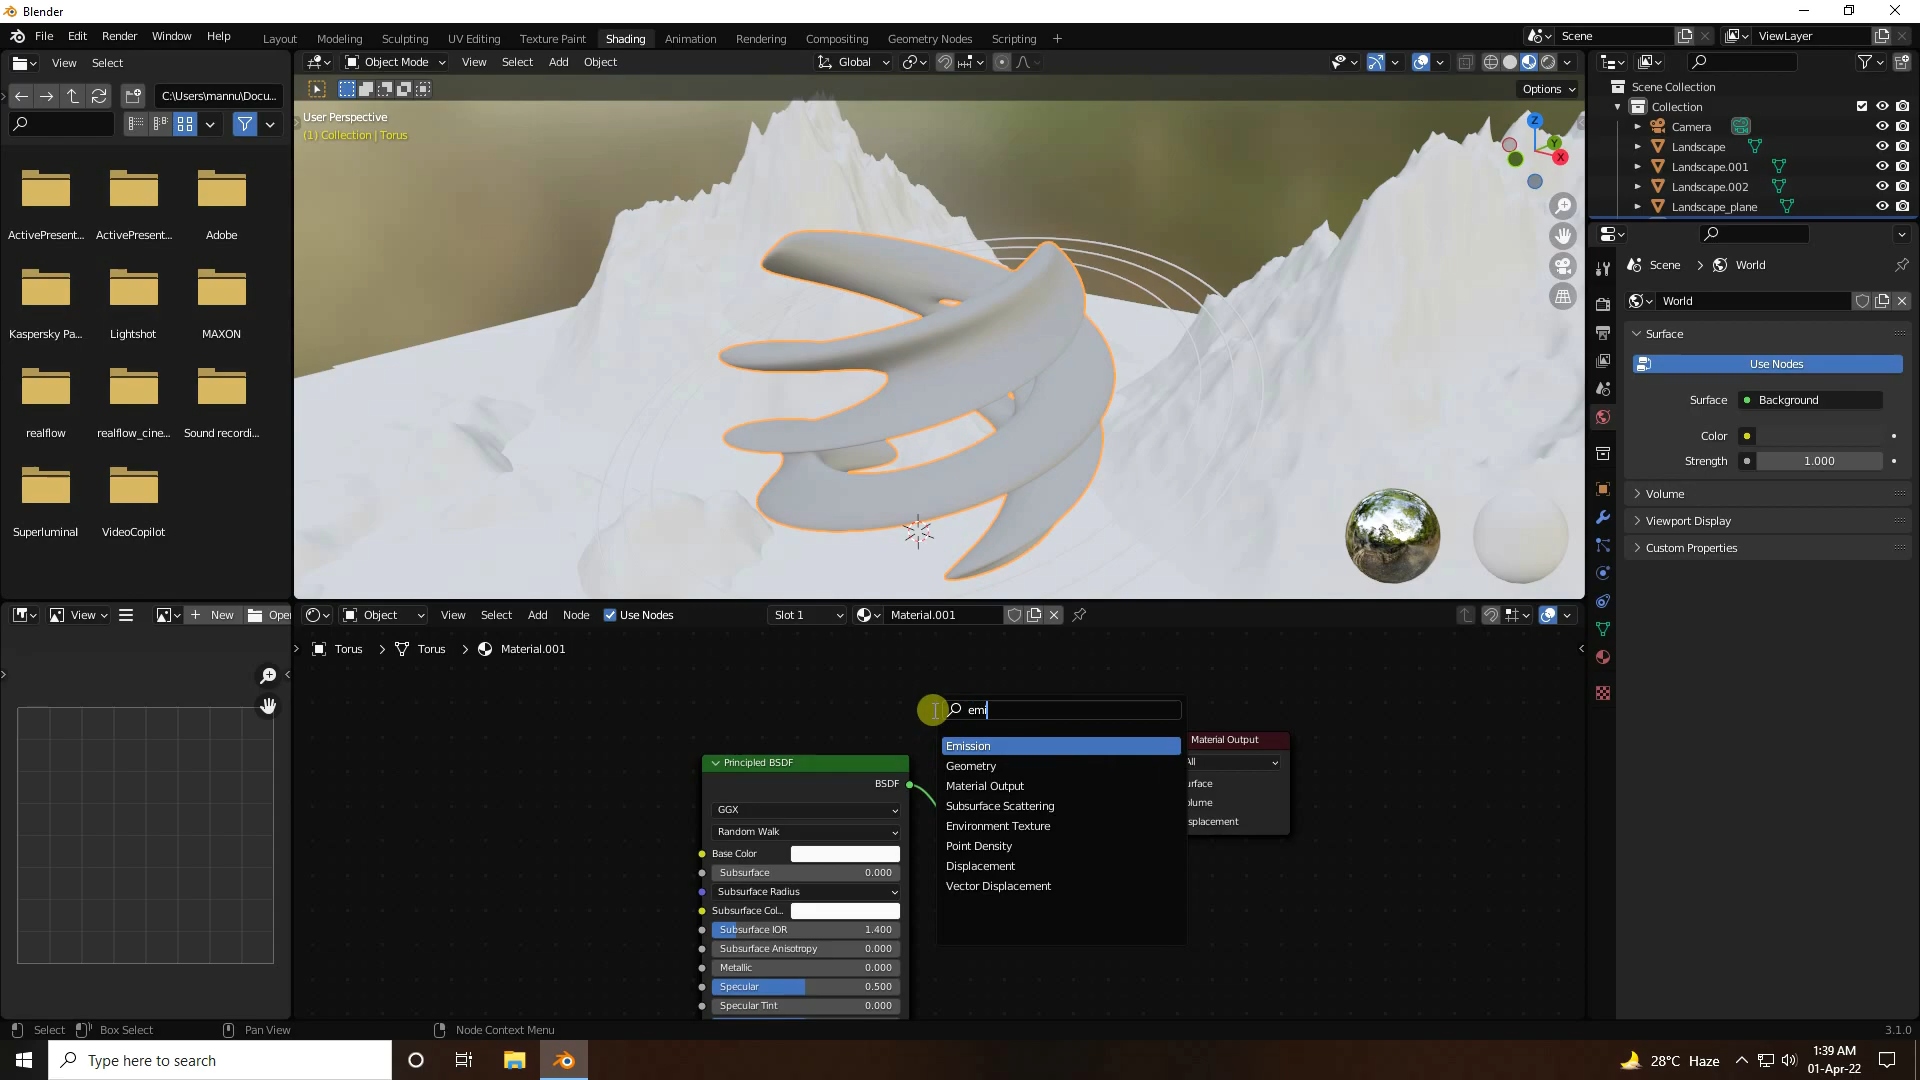 Blender
File Edit Render Window Help
Layout Modeling Sculpting UV Editing Texture Paint Shading Animation Rendering Compositing Geometry Nodes Scripting
Scene
ViewLayer
View Select
Object Mode View Select Add Object
Global
C:\Users\mannu\Docu...
Options
Scene Collection
Collection
Camera
Landscape
Landscape.001
Landscape.002
Landscape_plane
User Perspective
(1) Collection | Torus
Z
Y
X
ActivePresent... ActivePresent... Adobe
Kaspersky Pa... Lightshot MAXON
realflow realflow_cine... Sound recordi...
Superluminal VideoCopilot
Scene > World
World
Surface
Use Nodes
Surface Background
Color
Strength 1.000
Volume
Viewport Display
Custom Properties
View New Ope
Object View Select Add Node Use Nodes Slot 1 Material.001
Torus > Torus > Material.001
emi
Emission
Geometry
Material Output
Subsurface Scattering
Environment Texture
Point Density
Displacement
Vector Displacement
Material Output
All
urface
olume
splacement
Principled BSDF
BSDF
GGX
Random Walk
Base Color
Subsurface 0.000
Subsurface Radius
Subsurface Col...
Subsurface IOR 1.400
Subsurface Anisotropy 0.000
Metallic 0.000
Specular 0.500
Specular Tint 0.000
Select Box Select Pan View Node Context Menu 3.1.0
Type here to search
28°C Haze
1:39 AM
01-Apr-22